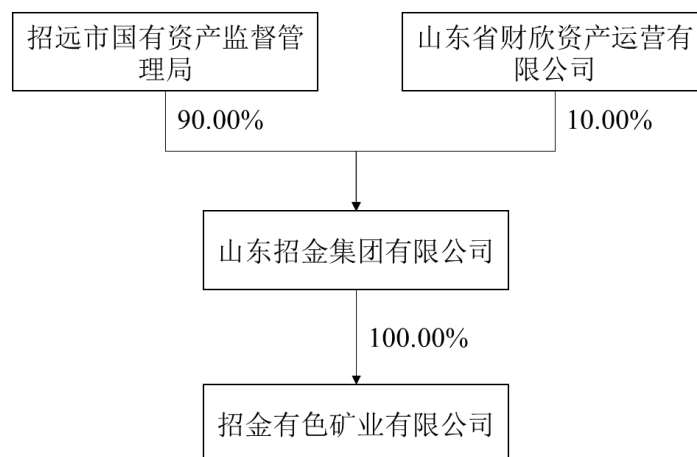 招远市国有资产监督管
理局
山东省财欣资产运营有
限公司
90.00%
10.00%
山东招金集团有限公司
100.00%
招金有色矿业有限公司